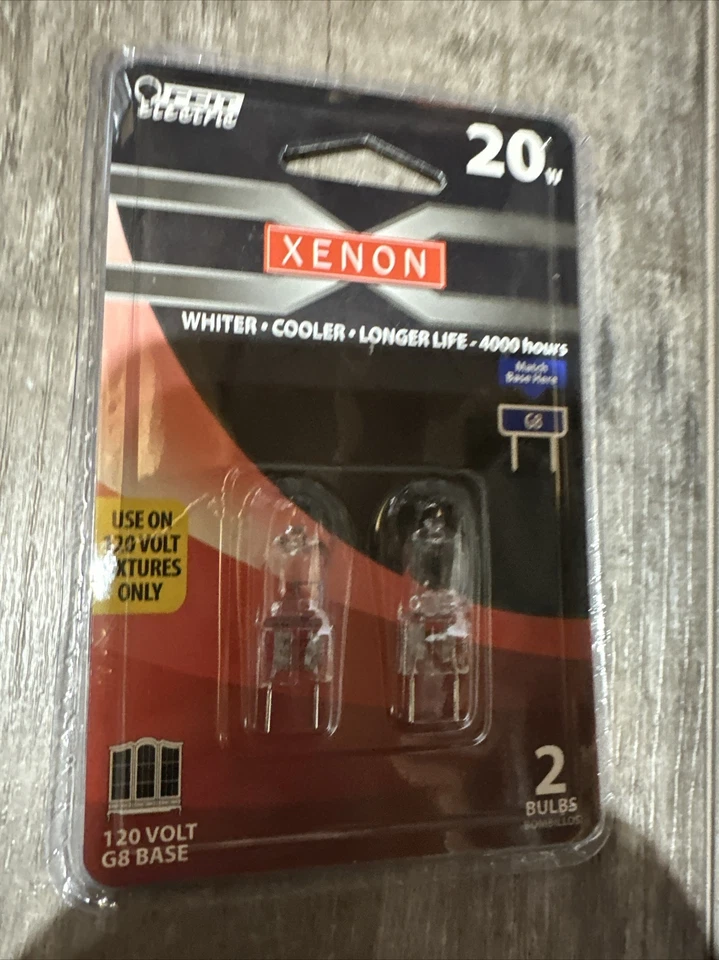 FEIT
electric
20w
XENON
WHITER • COOLER • LONGER LIFE - 4000 hours
Match
Base Here
G8
USE ON
120 VOLT
FIXTURES
ONLY
120 VOLT
G8 BASE
2
BULBS
BOMBILLOS